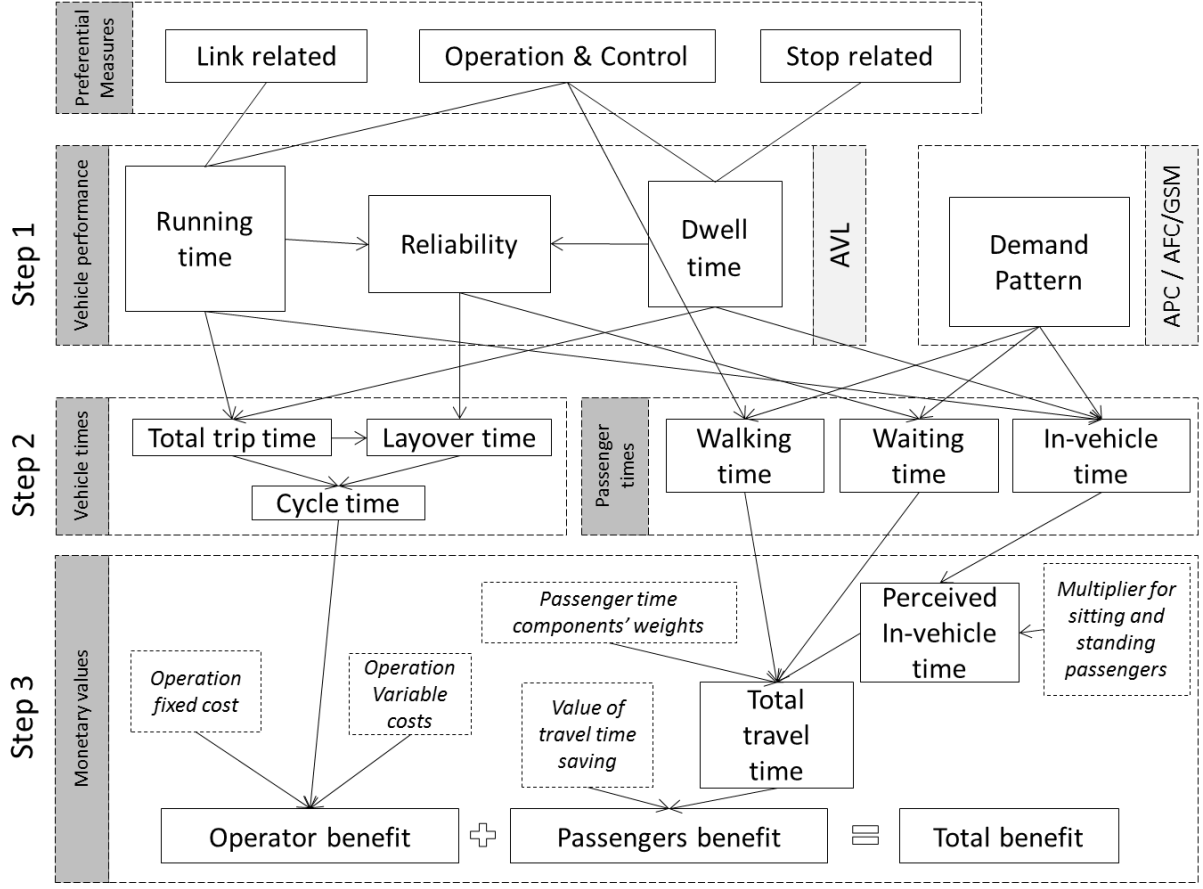 Preferential
Measures
Link related
Operation & Control
Stop related
Step 1
Vehicle performance
Running
time
Reliability
Dwell
time
AVL
Demand
Pattern
APC / AFC/GSM
Step 2
Vehicle times
Total trip time
Layover time
Cycle time
Passenger
times
Walking
time
Waiting
time
In-vehicle
time
Step 3
Monetary values
Passenger time
components’ weights
Perceived
In-vehicle
time
Multiplier for
sitting and
standing
passengers
Operation
fixed cost
Operation
Variable
costs
Value of
travel time
saving
Total
travel
time
Operator benefit
+
Passengers benefit
=
Total benefit